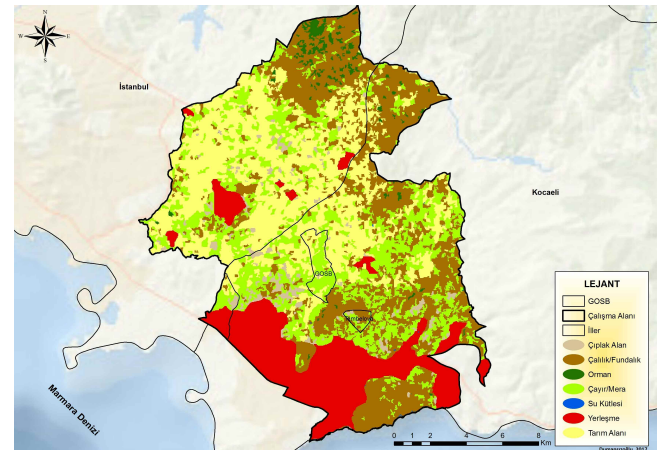 N
W E
S
İstanbul
Kocaeli
GOSB
Marmara Denizi
LEJANT
GOSB
Çalışma Alanı
İller
Çıplak Alan
Çalılık/Fundalık
Orman
Çayır/Mera
Su Kütlesi
Yerleşme
Tarım Alanı
0 1 2 4 6 8
Km